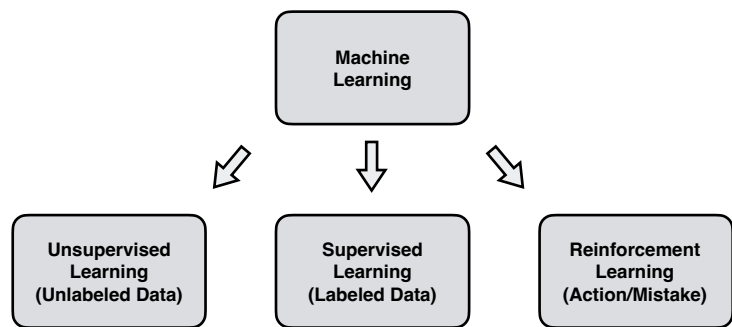 Machine
Learning
Unsupervised
Learning
(Unlabeled Data)
Supervised
Learning
(Labeled Data)
Reinforcement
Learning
(Action/Mistake)